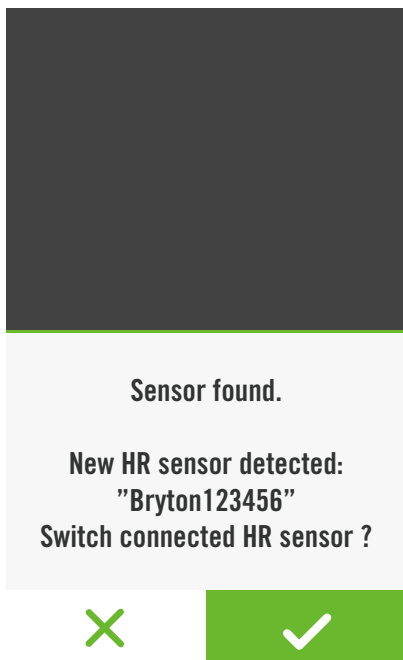 Sensor found.
New HR sensor detected:
”Bryton123456”
Switch connected HR sensor ?